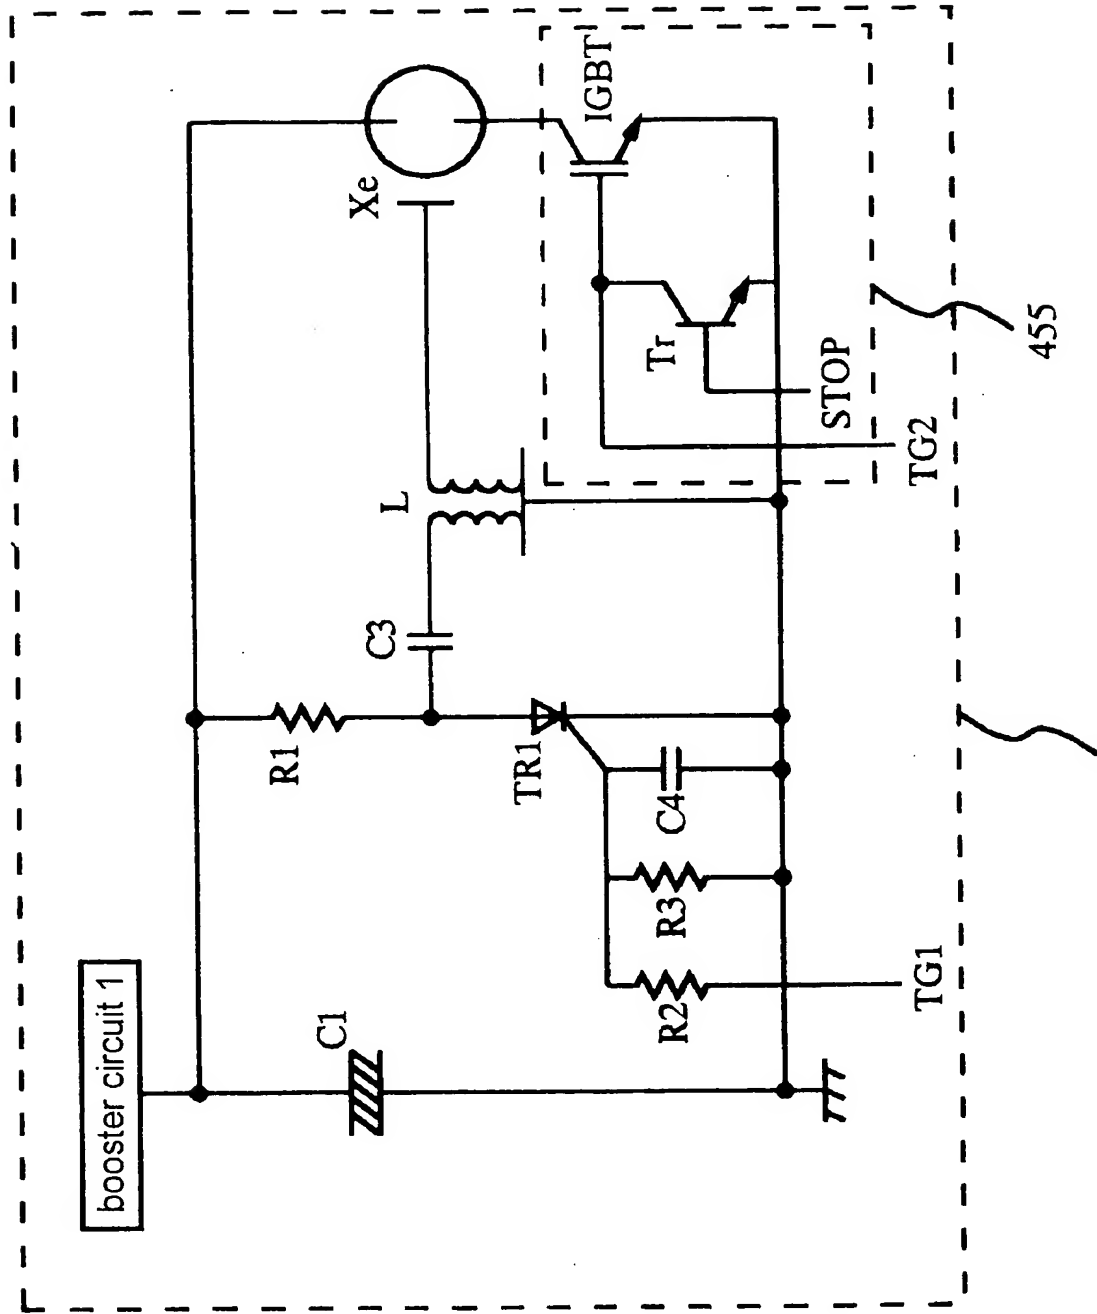 booster circuit 1
C1
R1
C3
L
Xe
IGBT
TR1
Tr
R2
R3
C4
STOP
TG1
TG2
455